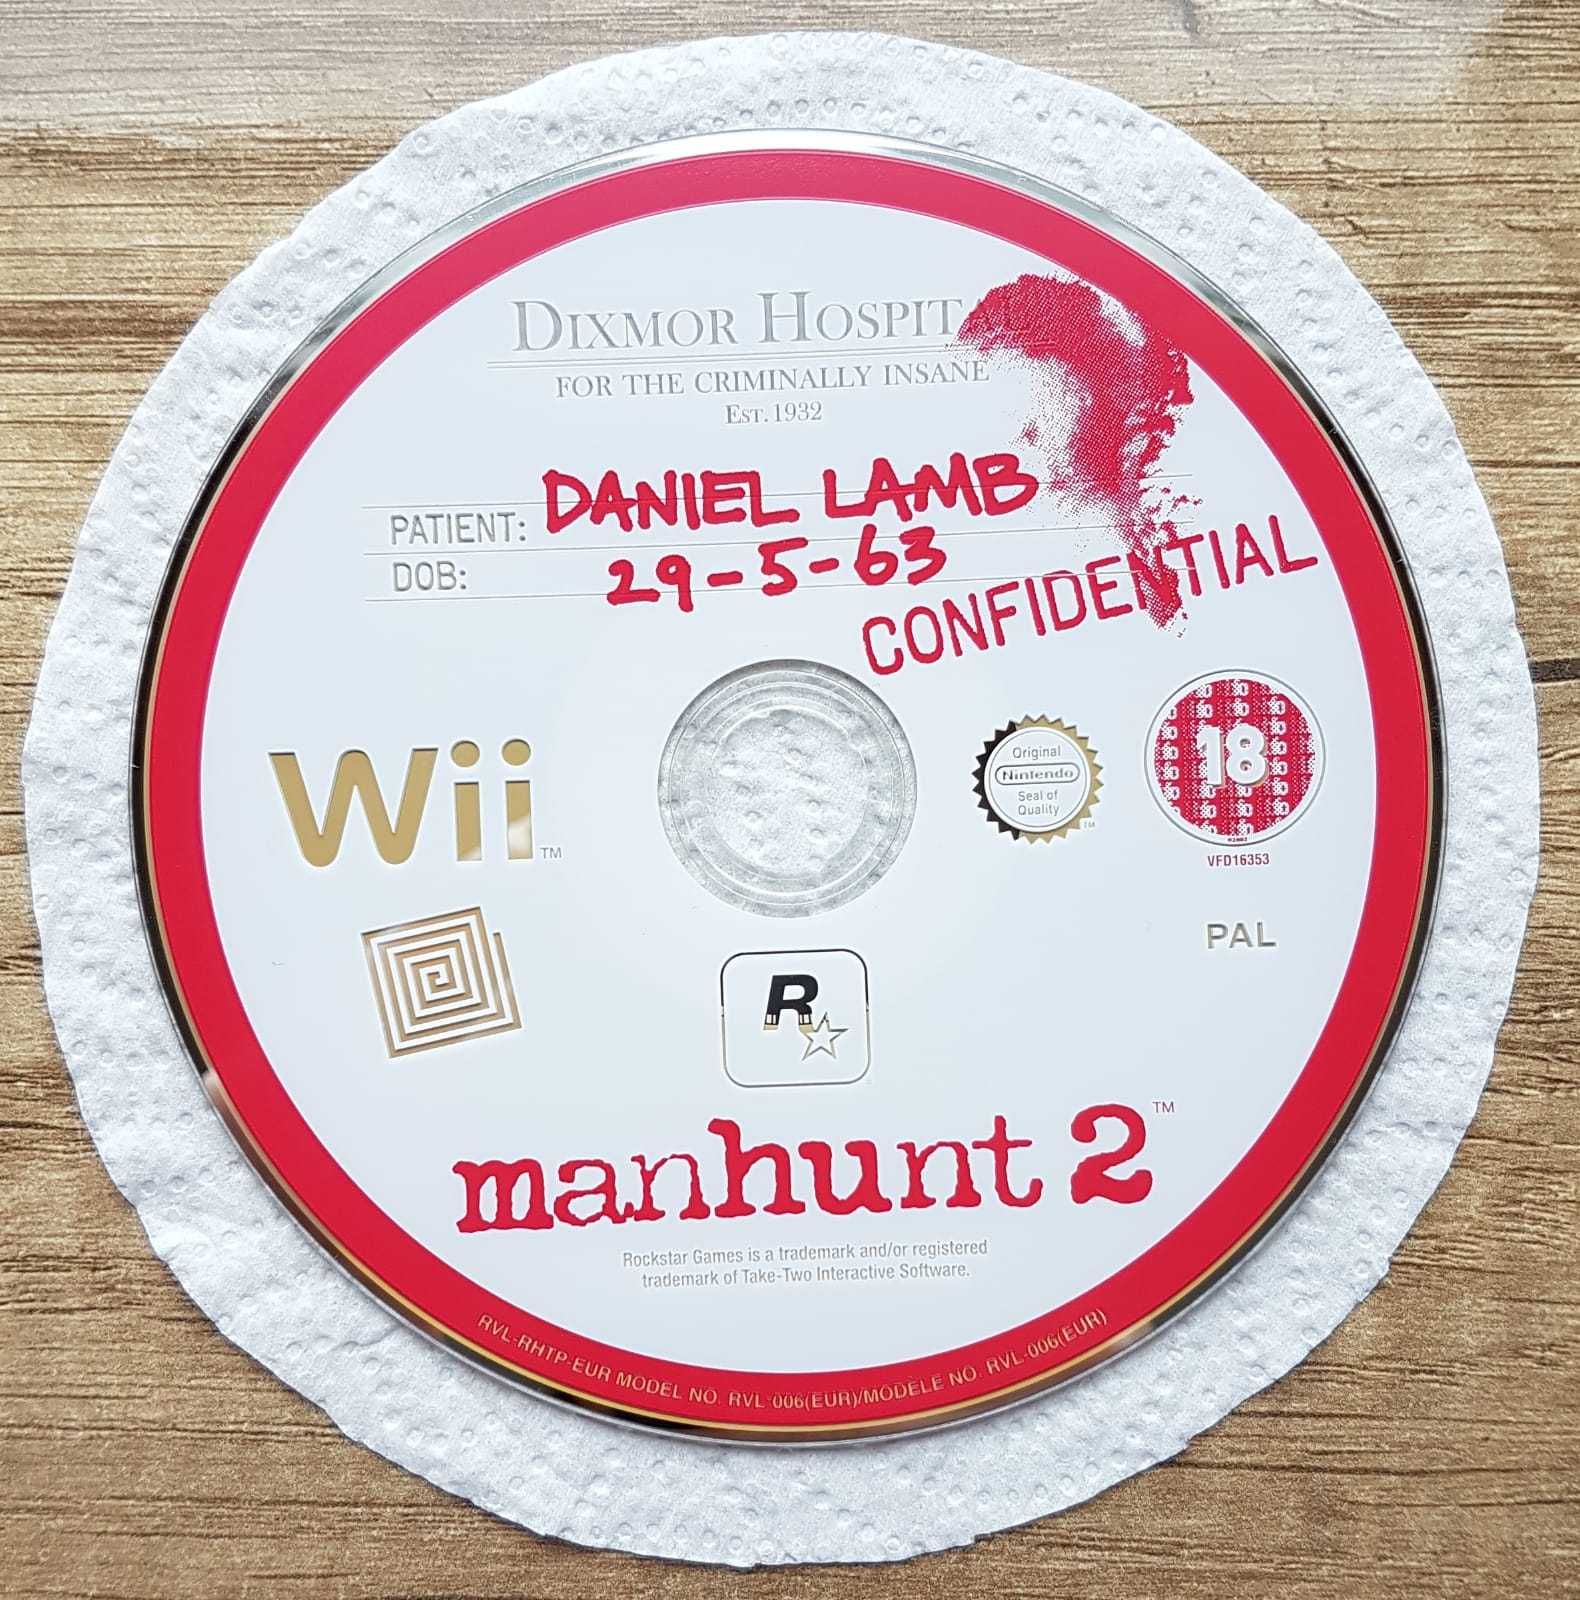 DIXMOR HOSPITA
FOR THE CRIMINALLY INSANE
EST. 1932
PATIENT: DANIEL LAMB
DOB: 29-5-63
CONFIDENTIAL
Wii™
Original
Nintendo
Seal of
Quality
™
18
VFD16353
PAL
R
manhunt 2™
Rockstar Games is a trademark and/or registered
trademark of Take-Two Interactive Software.
RVL-RHTP-EUR MODEL NO. RVL-006(EUR)/MODELE NO. RVL-006(EUR)